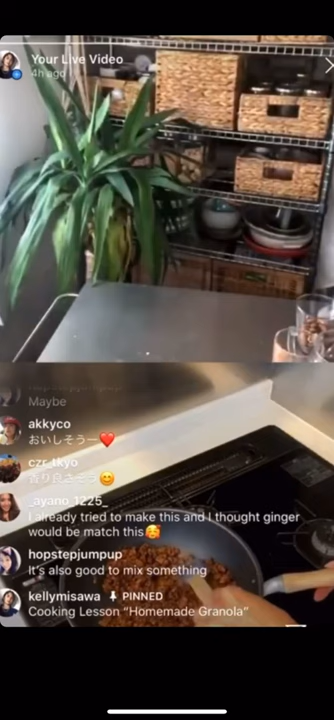 Your Live Video
4h ago
Maybe
akkyco
おいしそうー❤️
czr_tkyo
香り良さそう😊
_ayano_1225_
I already tried to make this and I thought ginger
would be match this🥰
hopstepjumpup
It's also good to mix something
kellymisawa PINNED
Cooking Lesson “Homemade Granola”